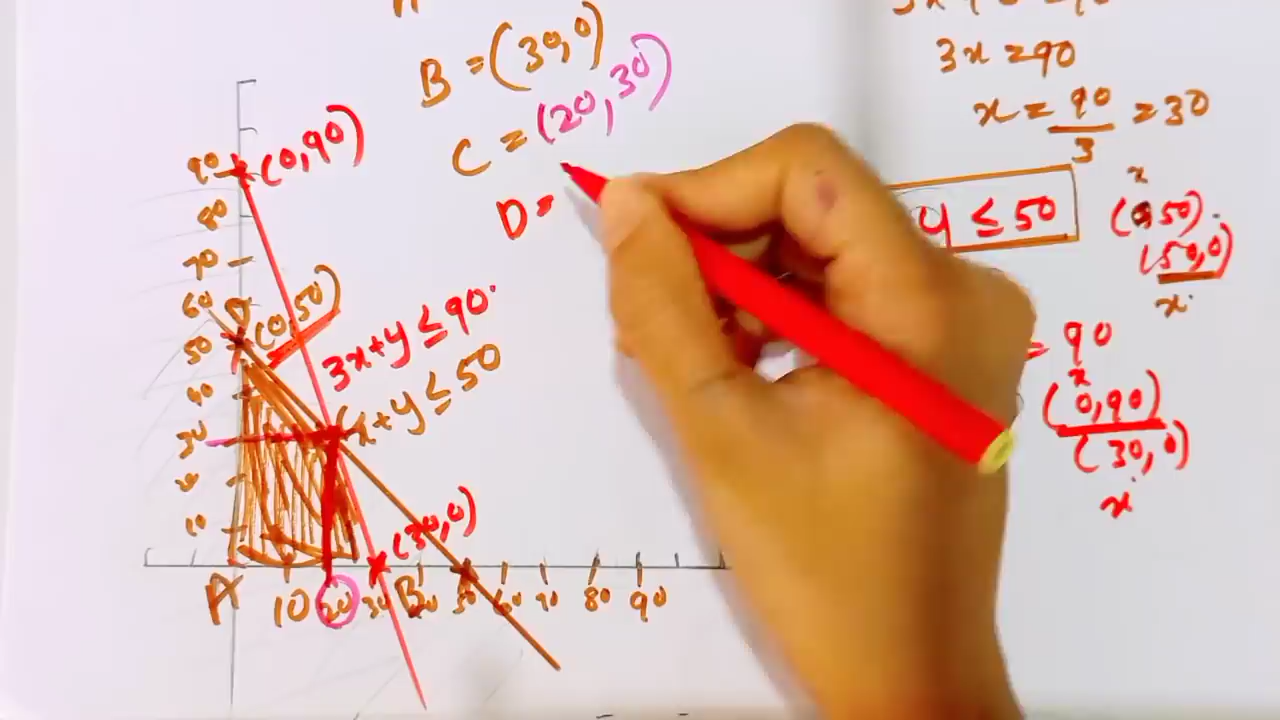 B = (30,0)
C = (20,30)
D =
(0,90)
90
80
70
60
D
50
(0,50)
40
30
20
10
3x+y ≤ 90
x+y ≤ 50
(30,0)
A
10
20
30
B
50
60
80
90
3x = 90
x = 90/3 = 30
y ≤ 50
x
50)
(50,0)
x
= 90
x
(0,90)
(30,0)
x